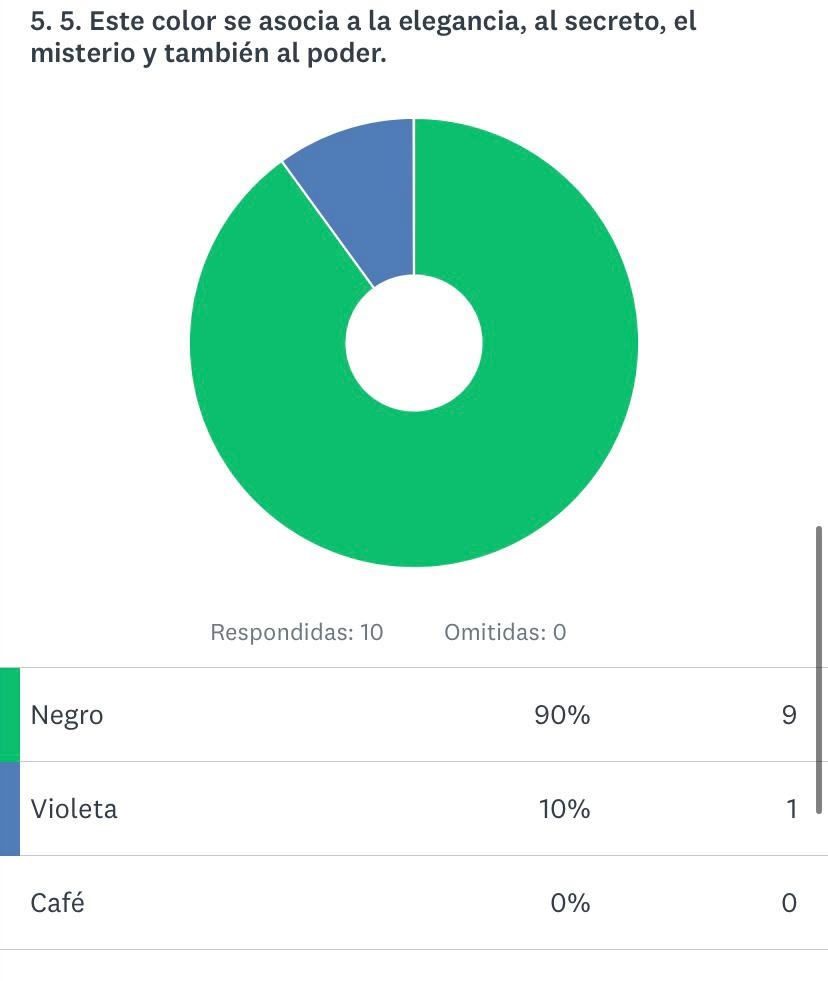 5. 5. Este color se asocia a la elegancia, al secreto, el
misterio y también al poder.
Respondidas: 10 Omitidas: 0
Negro 90% 9
Violeta 10% 1
Café 0% 0